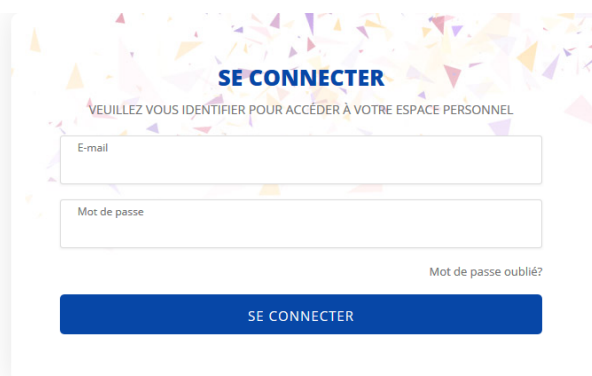 SE CONNECTER
VEUILLEZ VOUS IDENTIFIER POUR ACCÉDER À VOTRE ESPACE PERSONNEL
E-mail
Mot de passe
Mot de passe oublié?
SE CONNECTER